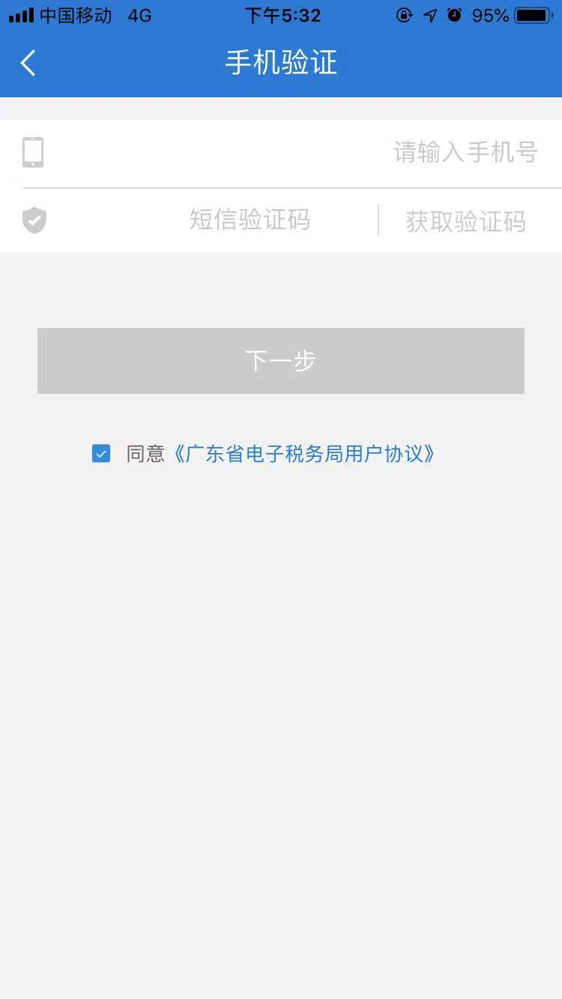 中国移动 4G 下午5:32 95%
手机验证
请输入手机号
短信验证码 获取验证码
下一步
同意《广东省电子税务局用户协议》